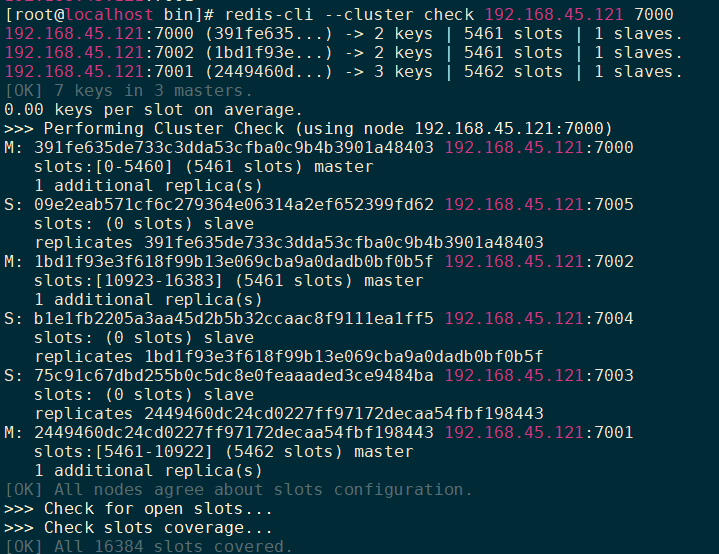 [root@localhost bin]# redis-cli --cluster check 192.168.45.121 7000
192.168.45.121:7000 (391fe635...) -> 2 keys | 5461 slots | 1 slaves.
192.168.45.121:7002 (1bd1f93e...) -> 2 keys | 5461 slots | 1 slaves.
192.168.45.121:7001 (2449460d...) -> 3 keys | 5462 slots | 1 slaves.
[OK] 7 keys in 3 masters.
0.00 keys per slot on average.
>>> Performing Cluster Check (using node 192.168.45.121:7000)
M: 391fe635de733c3dda53cfba0c9b4b3901a48403 192.168.45.121:7000
   slots:[0-5460] (5461 slots) master
   1 additional replica(s)
S: 09e2eab571cf6c279364e06314a2ef652399fd62 192.168.45.121:7005
   slots: (0 slots) slave
   replicates 391fe635de733c3dda53cfba0c9b4b3901a48403
M: 1bd1f93e3f618f99b13e069cba9a0dadb0bf0b5f 192.168.45.121:7002
   slots:[10923-16383] (5461 slots) master
   1 additional replica(s)
S: b1e1fb2205a3aa45d2b5b32ccaac8f9111ea1ff5 192.168.45.121:7004
   slots: (0 slots) slave
   replicates 1bd1f93e3f618f99b13e069cba9a0dadb0bf0b5f
S: 75c91c67dbd255b0c5dc8e0feaaaded3ce9484ba 192.168.45.121:7003
   slots: (0 slots) slave
   replicates 2449460dc24cd0227ff97172decaa54fbf198443
M: 2449460dc24cd0227ff97172decaa54fbf198443 192.168.45.121:7001
   slots:[5461-10922] (5462 slots) master
   1 additional replica(s)
[OK] All nodes agree about slots configuration.
>>> Check for open slots...
>>> Check slots coverage...
[OK] All 16384 slots covered.